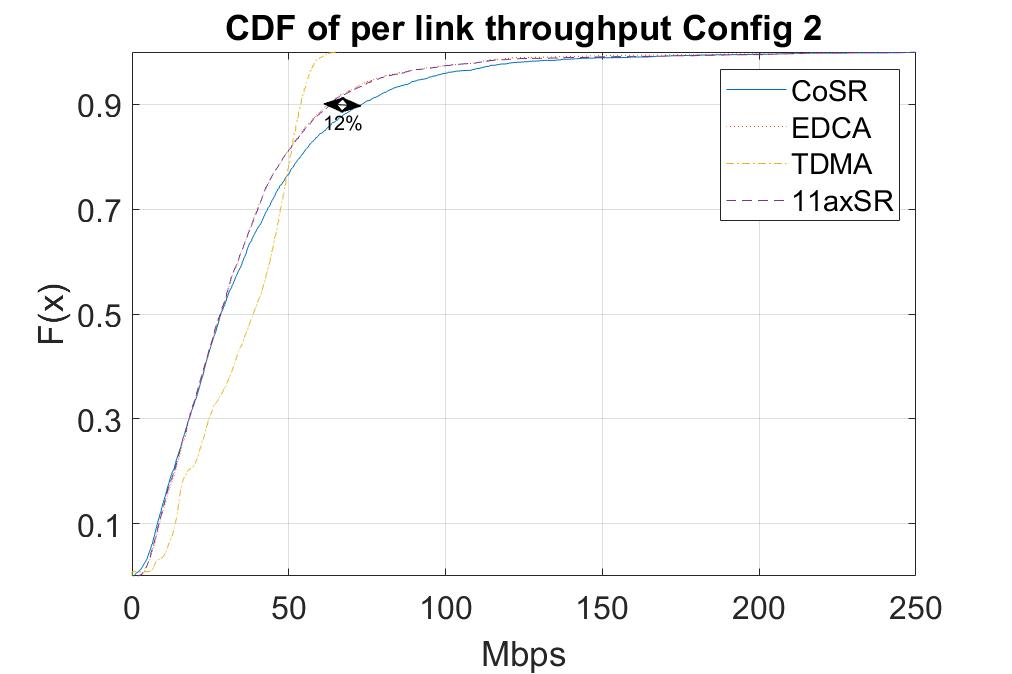 CDF of per link throughput Config 2
CoSR
EDCA
TDMA
11axSR
12%
F(x)
0.9
0.7
0.5
0.3
0.1
0 50 100 150 200 250
Mbps